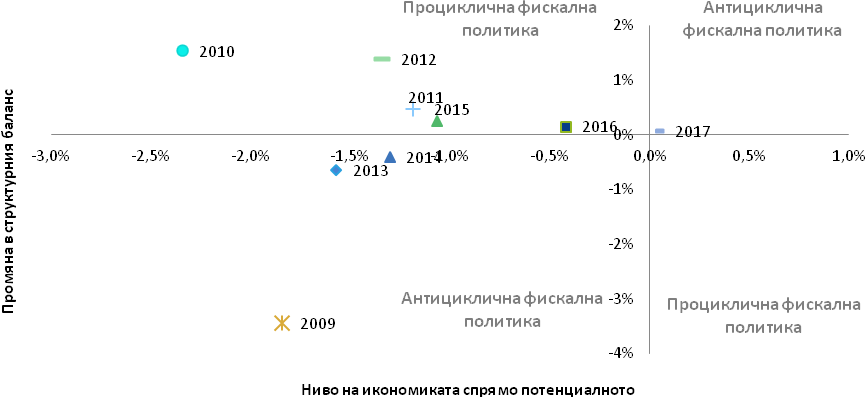 Проциклична фискална
политика
Антициклична
фискална политика
2%
2010
2012
1%
2011
2015
2016
0%
2017
-3,0%
-2,5%
-2,0%
-1,5%
-1,0%
-0,5%
0,0%
0,5%
1,0%
2014
2013
-1%
-2%
Антициклична фискална
политика
Проциклична фискална
политика
-3%
2009
-4%
Промяна в структурния баланс
Ниво на икономиката спрямо потенциалното